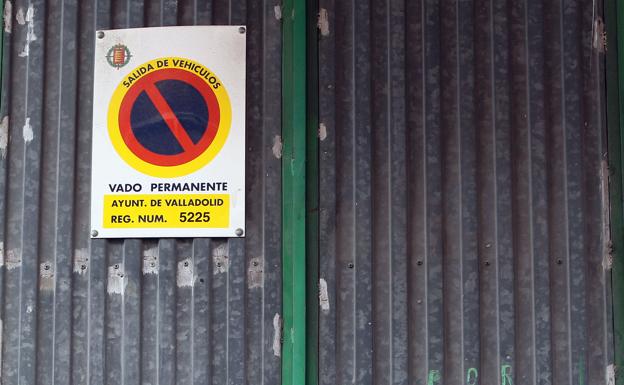 SALIDA DE VEHICULOS
VADO PERMANENTE
AYUNT. DE VALLADOLID
REG. NUM. 5225